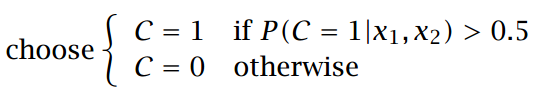 choose { C = 1 if P(C = 1|x₁, x₂) > 0.5
C = 0 otherwise